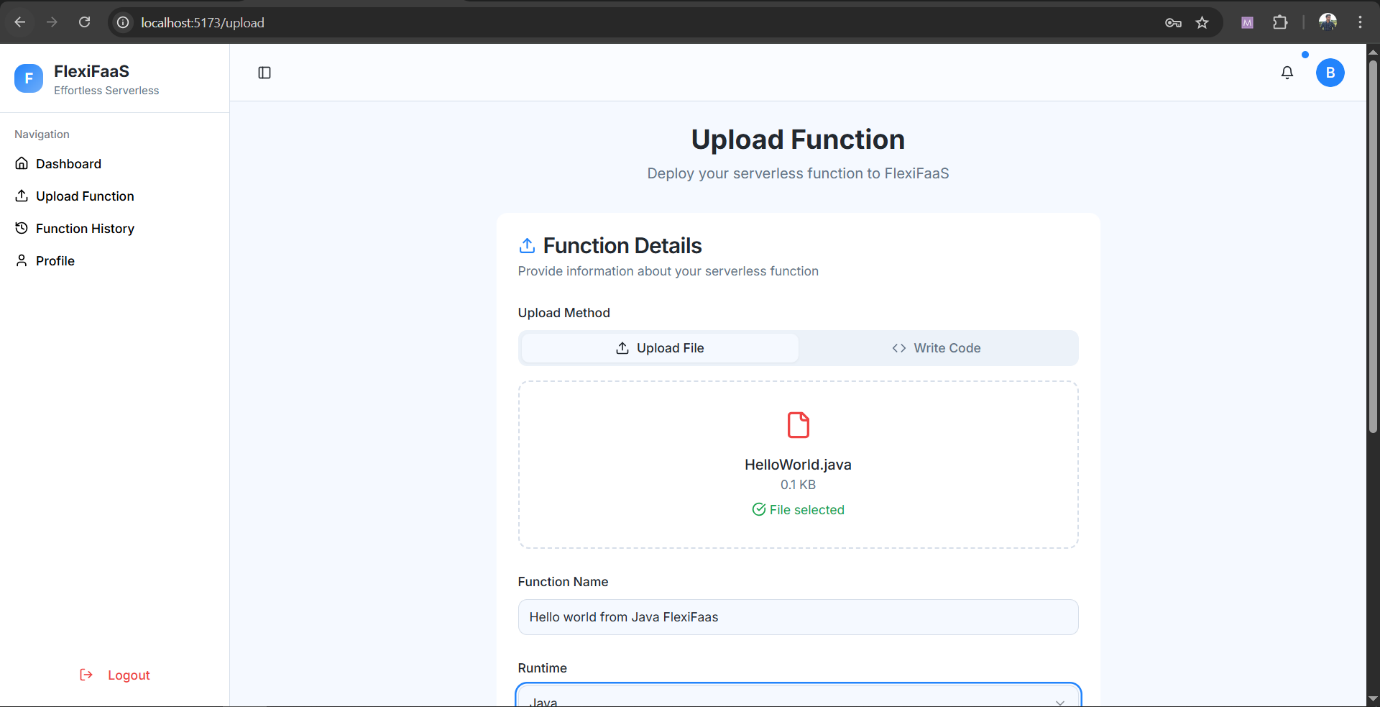 localhost:5173/upload
M
F
FlexiFaaS
Effortless Serverless
B
Navigation
Dashboard
Upload Function
Function History
Profile
Logout
Upload Function
Deploy your serverless function to FlexiFaaS
Function Details
Provide information about your serverless function
Upload Method
Upload File
<> Write Code
HelloWorld.java
0.1 KB
File selected
Function Name
Hello world from Java FlexiFaas
Runtime
Java